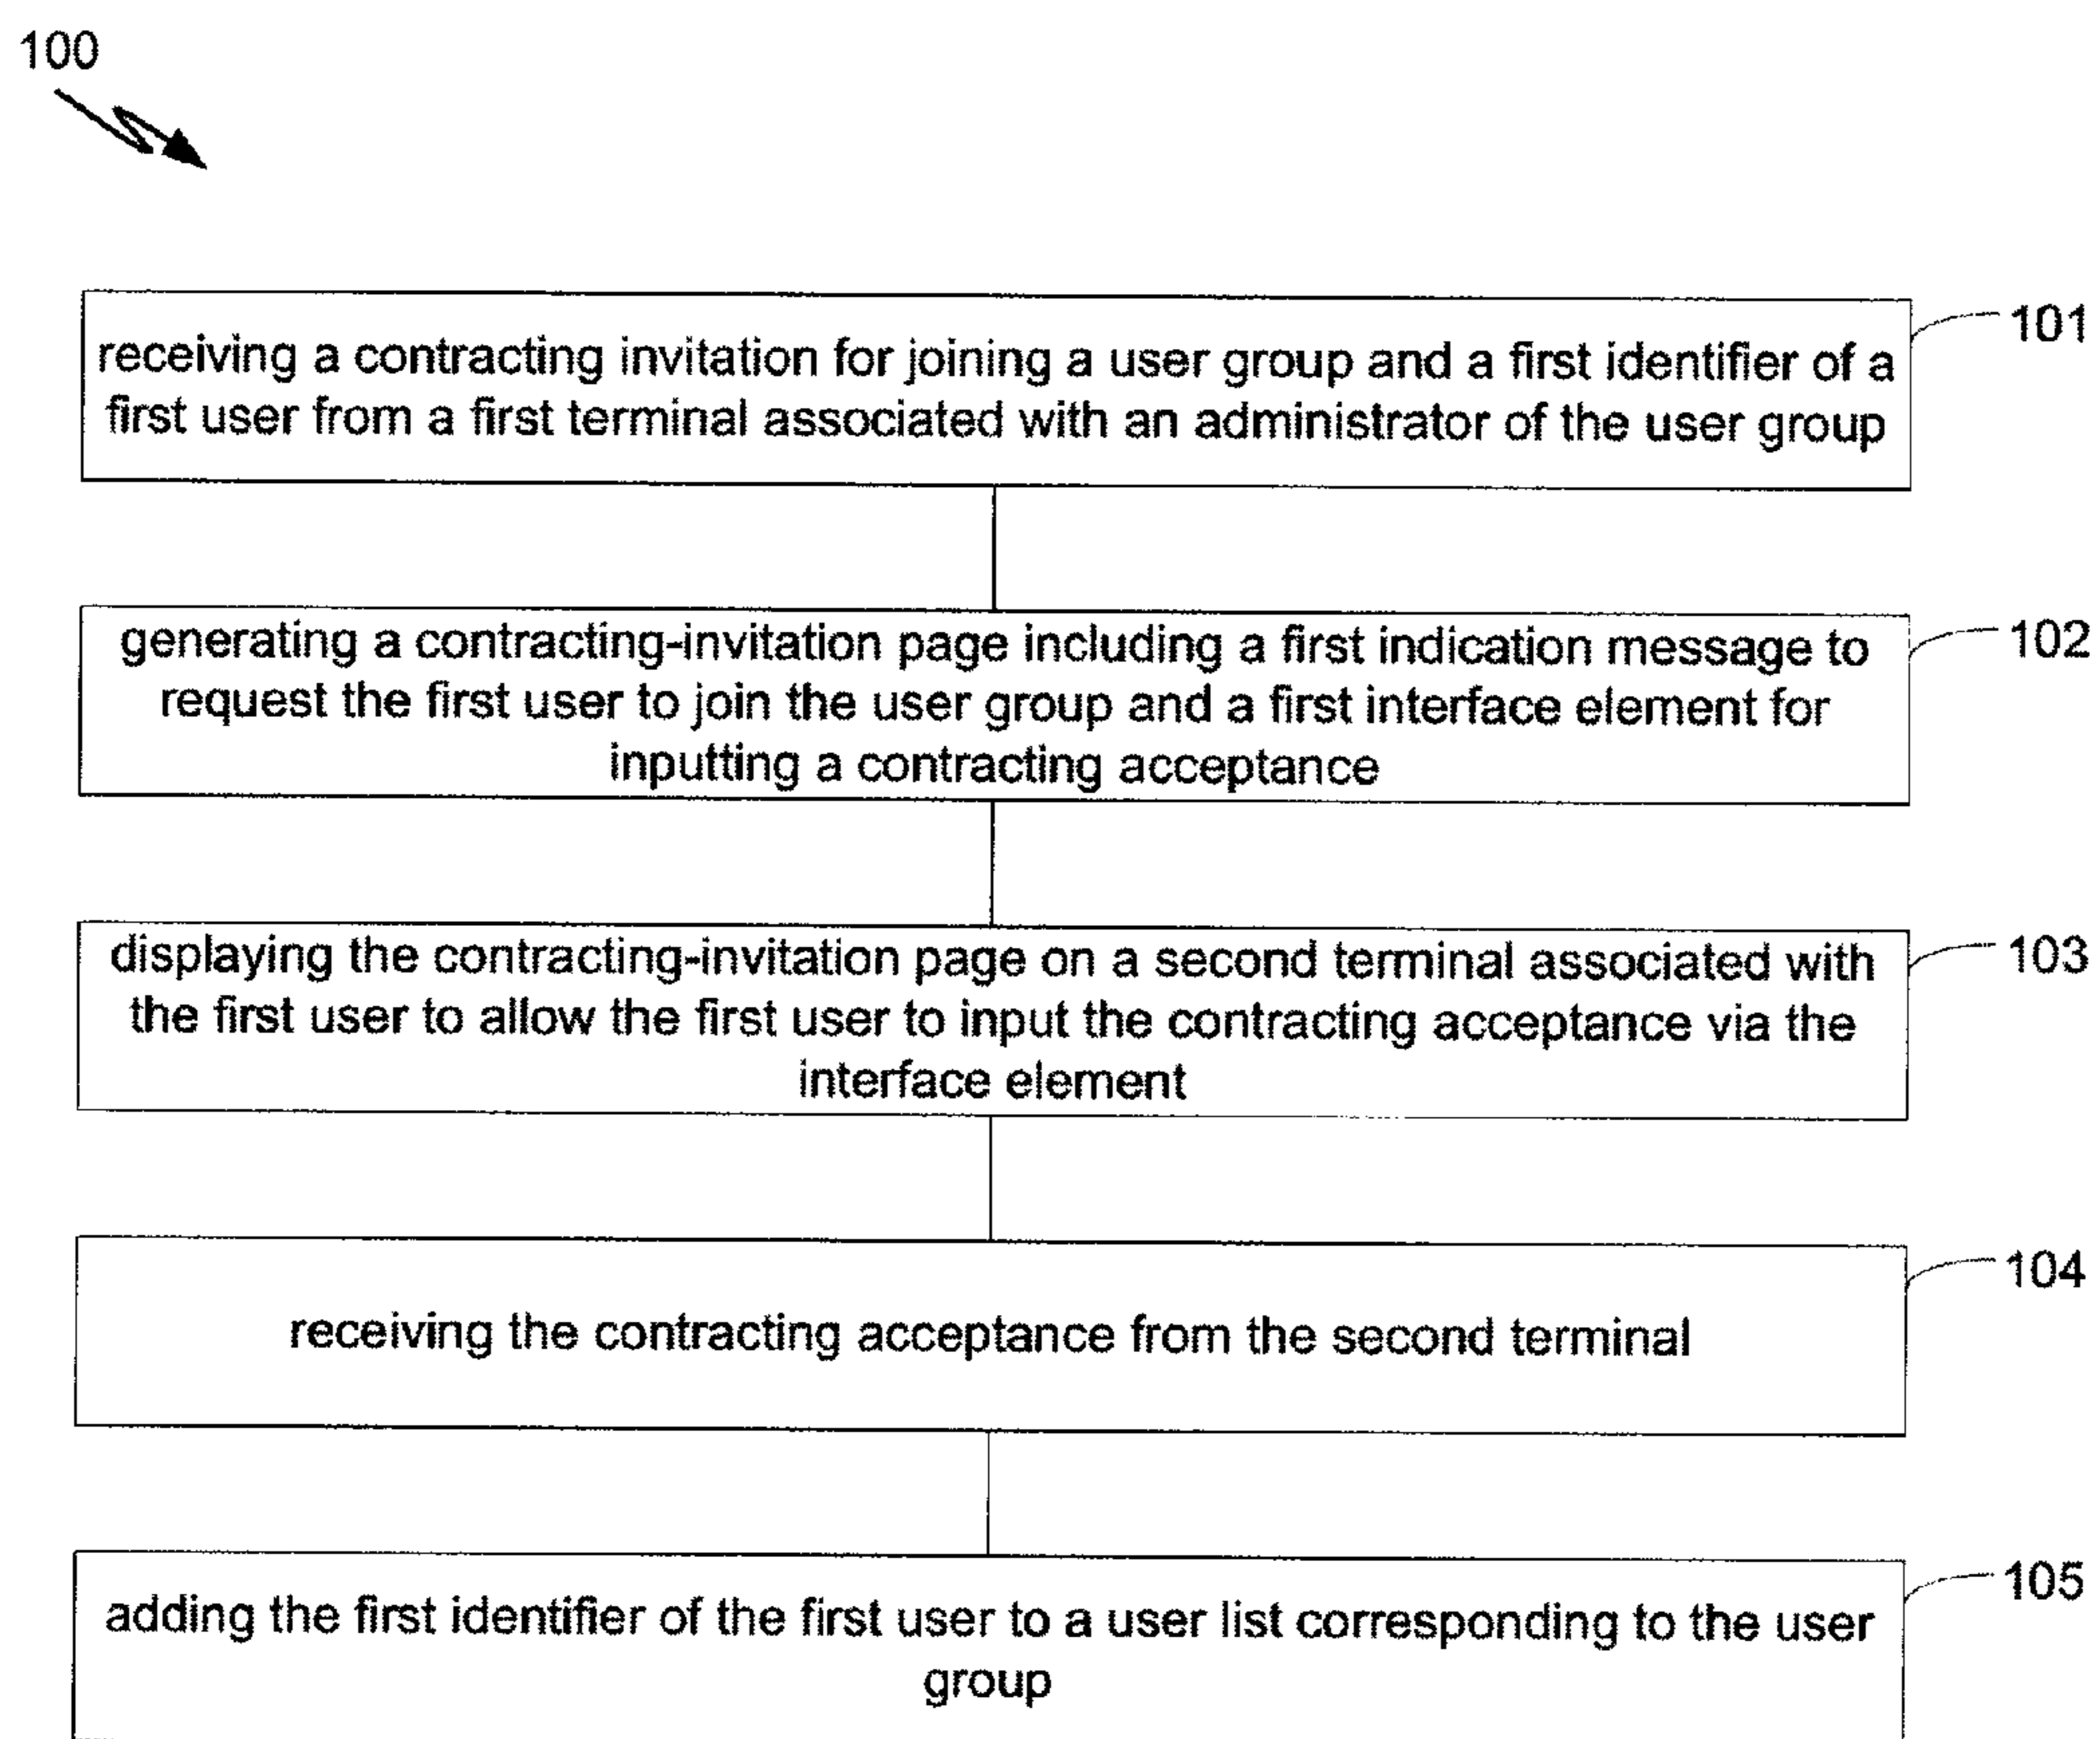 100
receiving a contracting invitation for joining a user group and a first identifier of a
first user from a first terminal associated with an administrator of the user group
101
generating a contracting-invitation page including a first indication message to
request the first user to join the user group and a first interface element for
inputting a contracting acceptance
102
displaying the contracting-invitation page on a second terminal associated with
the first user to allow the first user to input the contracting acceptance via the
interface element
103
receiving the contracting acceptance from the second terminal
104
adding the first identifier of the first user to a user list corresponding to the user
group
105